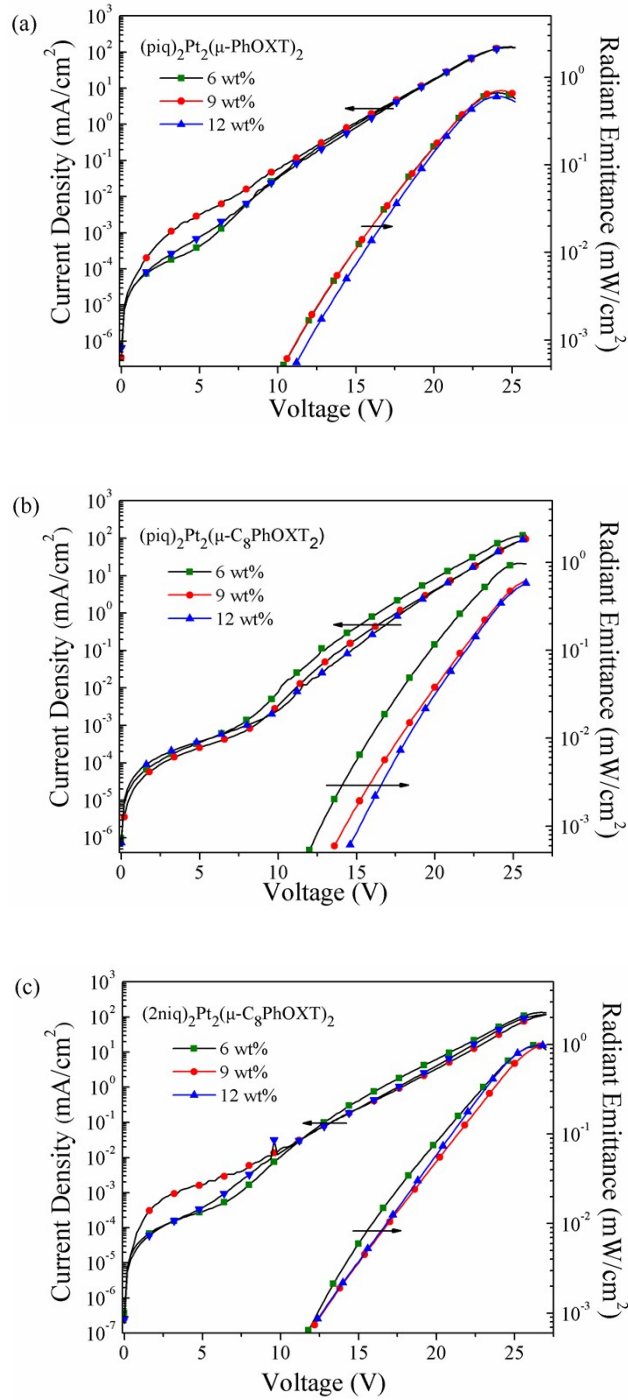 (a)
(piq)₂Pt₂(μ-PhOXT)₂
6 wt%
9 wt%
12 wt%
Current Density (mA/cm²)
10³
10²
10¹
10⁰
10⁻¹
10⁻²
10⁻³
10⁻⁴
10⁻⁵
10⁻⁶
Radiant Emittance (mW/cm²)
10⁰
10⁻¹
10⁻²
10⁻³
0 5 10 15 20 25
Voltage (V)
(b)
(piq)₂Pt₂(μ-C₈PhOXT₂)
6 wt%
9 wt%
12 wt%
Current Density (mA/cm²)
10³
10²
10¹
10⁰
10⁻¹
10⁻²
10⁻³
10⁻⁴
10⁻⁵
10⁻⁶
Radiant Emittance (mW/cm²)
10⁰
10⁻¹
10⁻²
10⁻³
0 5 10 15 20 25
Voltage (V)
(c)
(2niq)₂Pt₂(μ-C₈PhOXT)₂
6 wt%
9 wt%
12 wt%
Current Density (mA/cm²)
10³
10²
10¹
10⁰
10⁻¹
10⁻²
10⁻³
10⁻⁴
10⁻⁵
10⁻⁶
10⁻⁷
Radiant Emittance (mW/cm²)
10⁰
10⁻¹
10⁻²
10⁻³
0 5 10 15 20 25
Voltage (V)